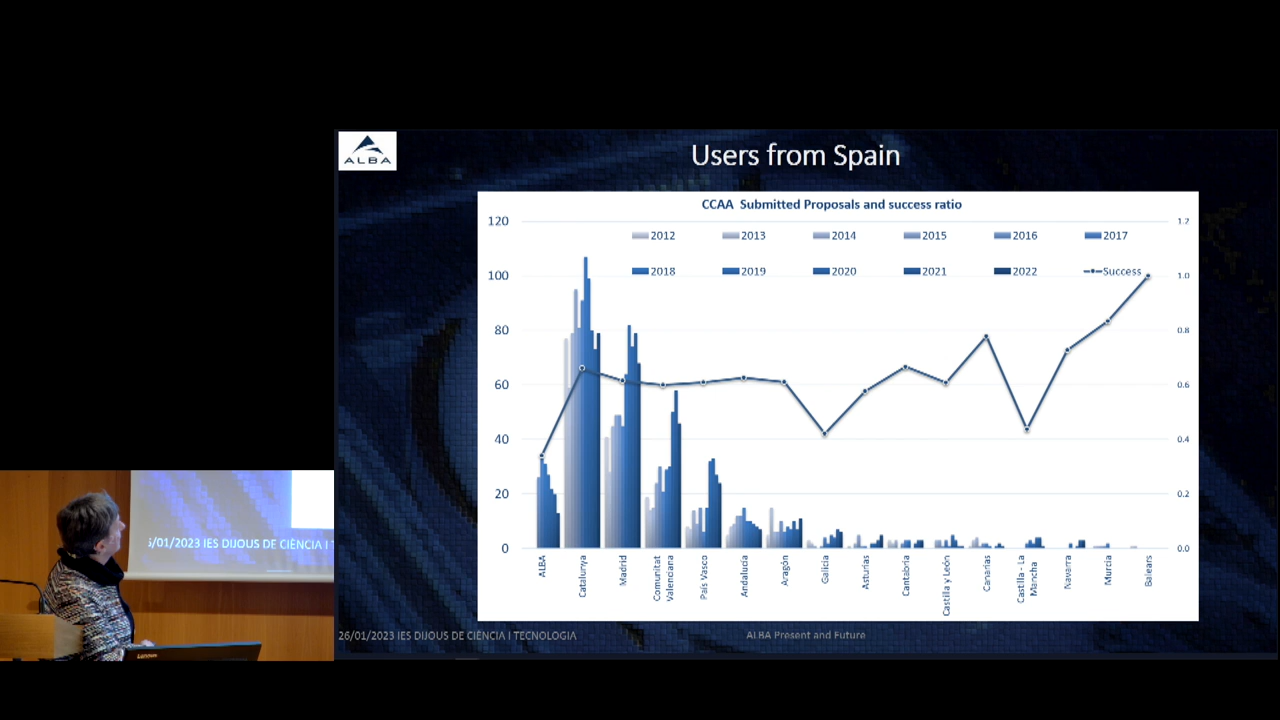 ALBA
Users from Spain
CCAA Submitted Proposals and success ratio
120
100
80
60
40
20
0
2012
2013
2014
2015
2016
2017
2018
2019
2020
2021
2022
Success
1.2
1.0
0.8
0.6
0.4
0.2
0.0
ALBA
Catalunya
Madrid
Comunitat
Valenciana
País Vasco
Andalucía
Aragón
Galicia
Asturias
Cantabria
Castilla y León
Canarias
Castilla - La
Mancha
Navarra
Murcia
Balears
26/01/2023 IES DIJOUS DE CIÈNCIA I TECNOLOGIA
ALBA Present and Future
/01/2023 IES DIJOUS DE CIÈNCIA I T
Lenovo